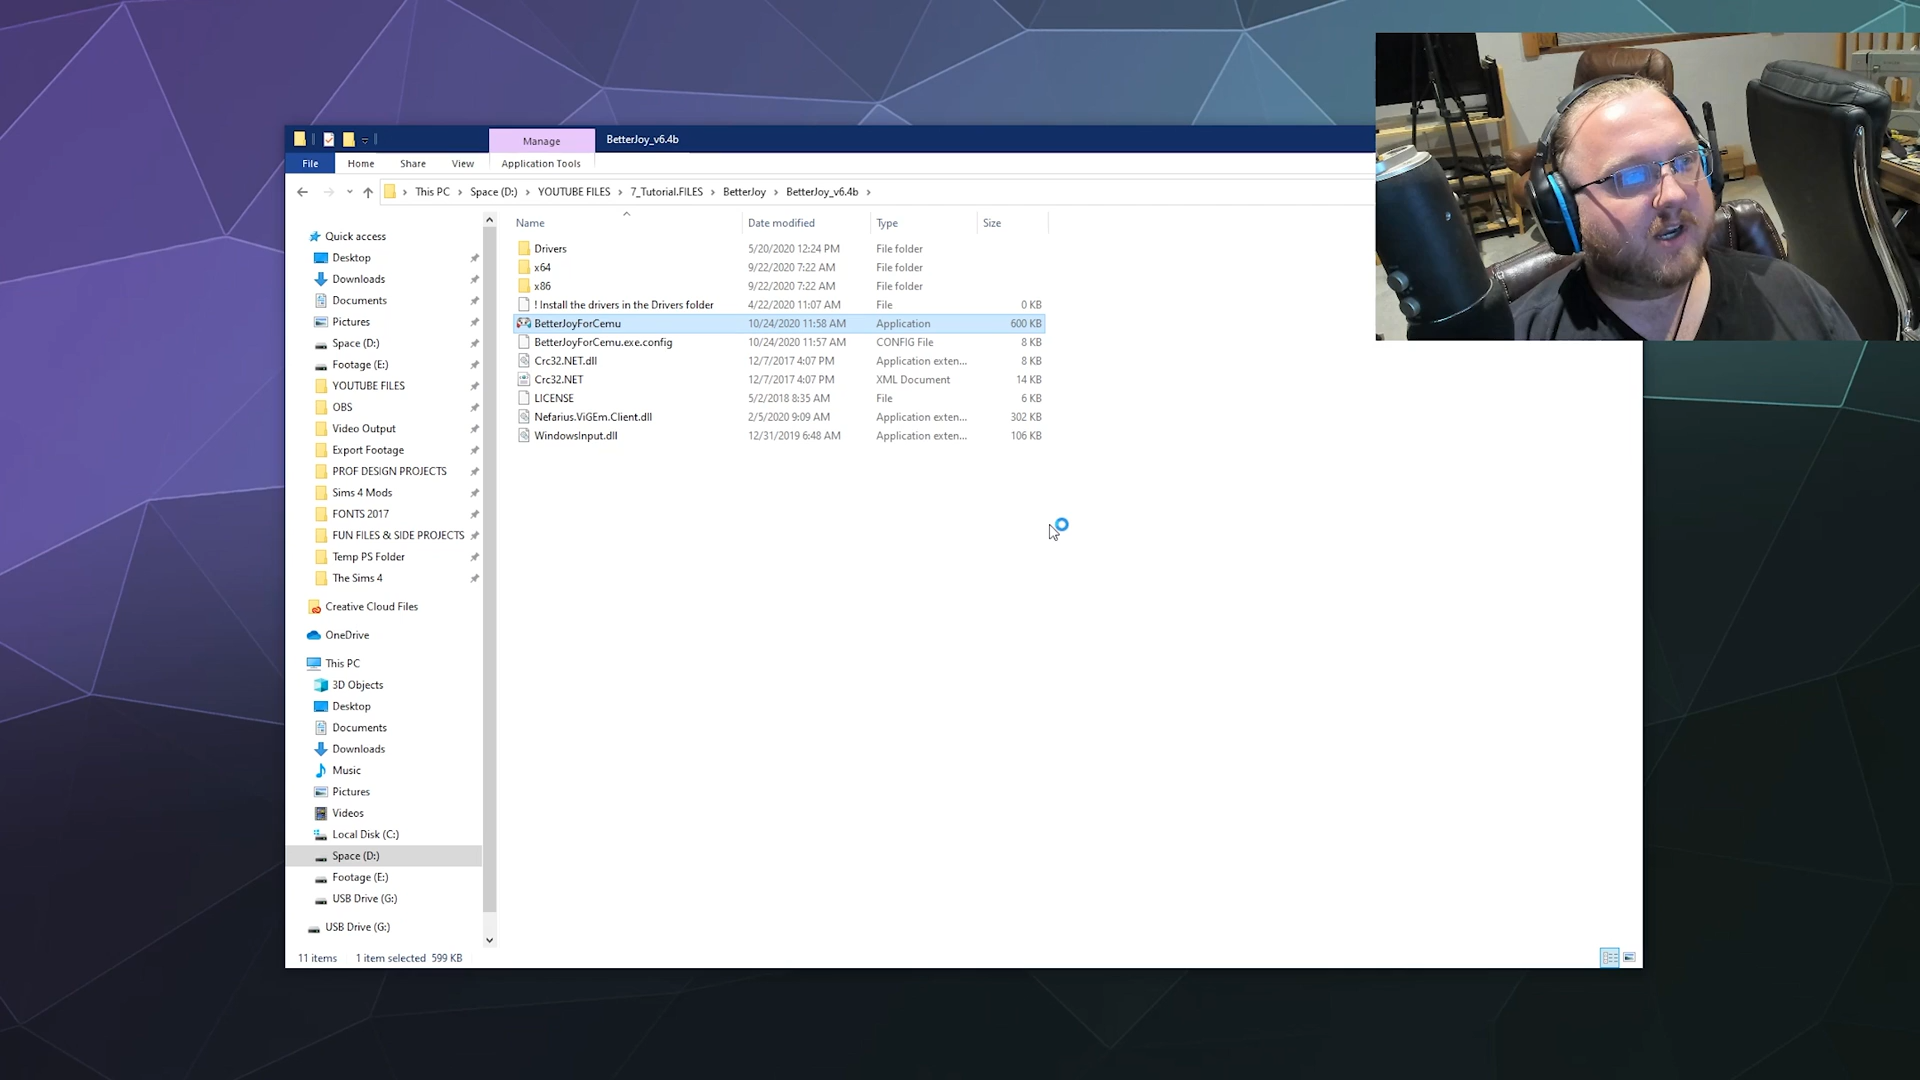 Manage
BetterJoy_v6.4b
File
Home
Share
View
Application Tools
This PC
Space (D:)
YOUTUBE FILES
7_Tutorial.FILES
BetterJoy
BetterJoy_v6.4b
Name
Date modified
Type
Size
Quick access
Desktop
Downloads
Documents
Pictures
Space (D:)
Footage (E:)
YOUTUBE FILES
OBS
Video Output
Export Footage
PROF DESIGN PROJECTS
Sims 4 Mods
FONTS 2017
FUN FILES & SIDE PROJECTS
Temp PS Folder
The Sims 4
Creative Cloud Files
OneDrive
This PC
3D Objects
Desktop
Documents
Downloads
Music
Pictures
Videos
Local Disk (C:)
Space (D:)
Footage (E:)
USB Drive (G:)
USB Drive (G:)
Drivers 5/20/2020 12:24 PM File folder
x64 9/22/2020 7:22 AM File folder
x86 9/22/2020 7:22 AM File folder
! Install the drivers in the Drivers folder 4/22/2020 11:07 AM File 0 KB
BetterJoyForCemu 10/24/2020 11:58 AM Application 600 KB
BetterJoyForCemu.exe.config 10/24/2020 11:57 AM CONFIG File 8 KB
Crc32.NET.dll 12/7/2017 4:07 PM Application exten... 8 KB
Crc32.NET 12/7/2017 4:07 PM XML Document 14 KB
LICENSE 5/2/2018 8:35 AM File 6 KB
Nefarius.ViGEm.Client.dll 2/5/2020 9:09 AM Application exten... 302 KB
WindowsInput.dll 12/31/2019 6:48 AM Application exten... 106 KB
11 items 1 item selected 599 KB